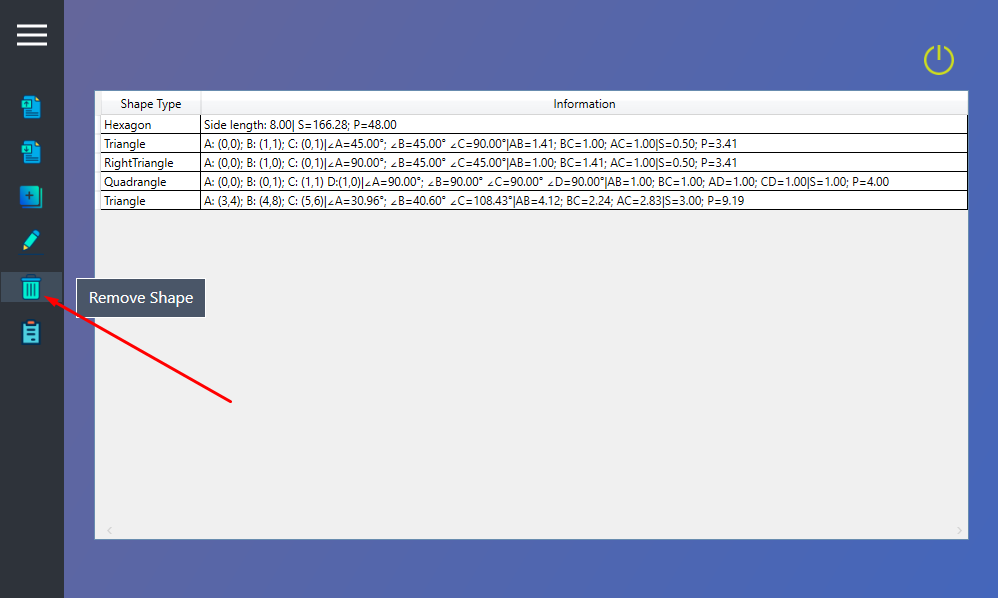 Shape Type Information
Hexagon Side length: 8.00| S=166.28; P=48.00
Triangle A: (0,0); B: (1,1); C: (0,1)|∠A=45.00°; ∠B=45.00° ∠C=90.00°|AB=1.41; BC=1.00; AC=1.00|S=0.50; P=3.41
RightTriangle A: (0,0); B: (1,0); C: (0,1)|∠A=90.00°; ∠B=45.00° ∠C=45.00°|AB=1.00; BC=1.41; AC=1.00|S=0.50; P=3.41
Quadrangle A: (0,0); B: (0,1); C: (1,1) D:(1,0)|∠A=90.00°; ∠B=90.00° ∠C=90.00° ∠D=90.00°|AB=1.00; BC=1.00; AD=1.00; CD=1.00|S=1.00; P=4.00
Triangle A: (3,4); B: (4,8); C: (5,6)|∠A=30.96°; ∠B=40.60° ∠C=108.43°|AB=4.12; BC=2.24; AC=2.83|S=3.00; P=9.19
Remove Shape